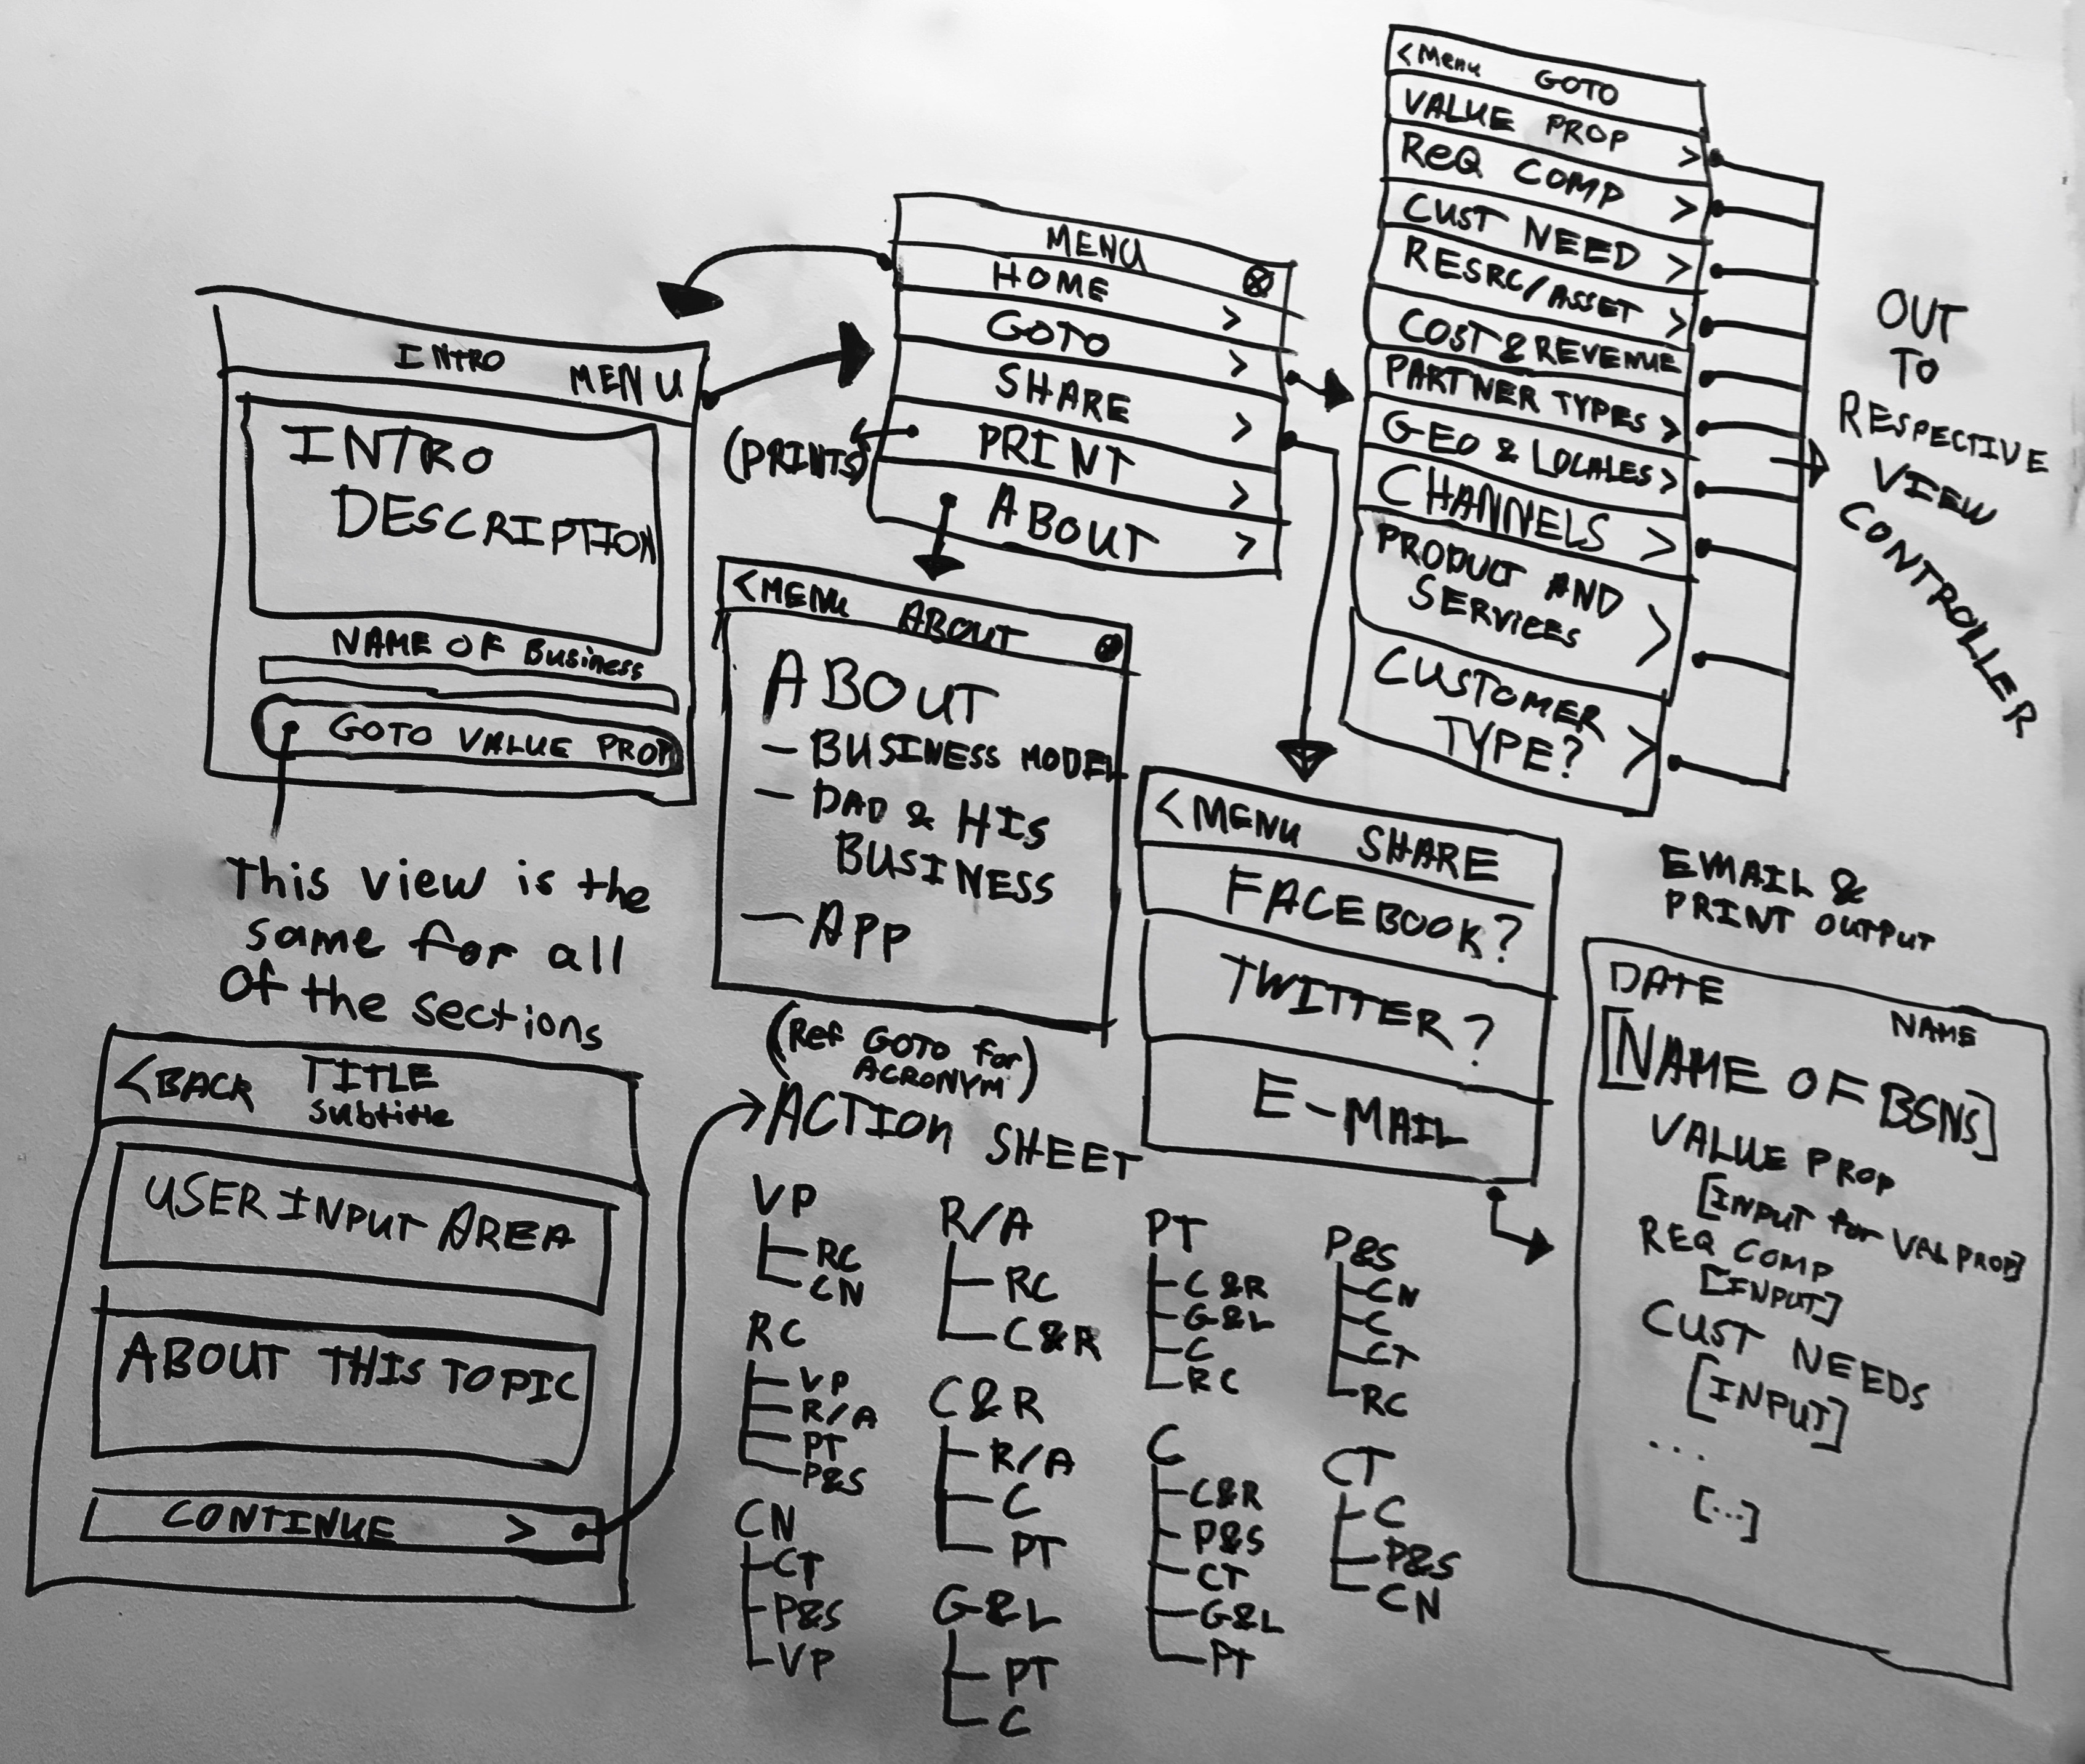 INTRO MENU
INTRO
DESCRIPTION
NAME OF Business
GOTO VALUE PROP
This view is the
same for all
of the sections
<BACK TITLE
Subtitle
USER INPUT AREA
ABOUT THIS TOPIC
CONTINUE >
MENU
HOME >
GOTO >
SHARE >
PRINT >
ABOUT >
(PRINTS)
<MENU ABOUT
ABOUT
- BUSINESS MODEL
- DAD & HIS
BUSINESS
- APP
<Menu GOTO
VALUE PROP >
ReQ COMP >
CUST NEED >
RESRC/ASSET >
COST & REVENUE
PARTNER TYPES >
GEO & LOCALES >
CHANNELS >
PRODUCT AND
SERVICES >
CUSTOMER
TYPE? >
OUT
TO
RESPECTIVE
VIEW
CONTROLLER
<MENU SHARE
FACEBOOK?
TWITTER?
E-MAIL
(Ref GOTO for
ACRONYM)
ACTION SHEET
VP
RC
CN
RC
VP
R/A
PT
P&S
CN
CT
P&S
VP
R/A
RC
C&R
C&R
R/A
C
PT
G&L
PT
C
PT
C&R
G&L
C
RC
C
C&R
P&S
CT
G&L
PT
P&S
CN
C
CT
RC
CT
C
P&S
CN
EMAIL &
PRINT OUTPUT
DATE
NAME
[NAME OF BSNS]
VALUE PROP
[INPUT for VAL PROP]
REQ COMP
[INPUT]
CUST NEEDS
[INPUT]
...
[...]